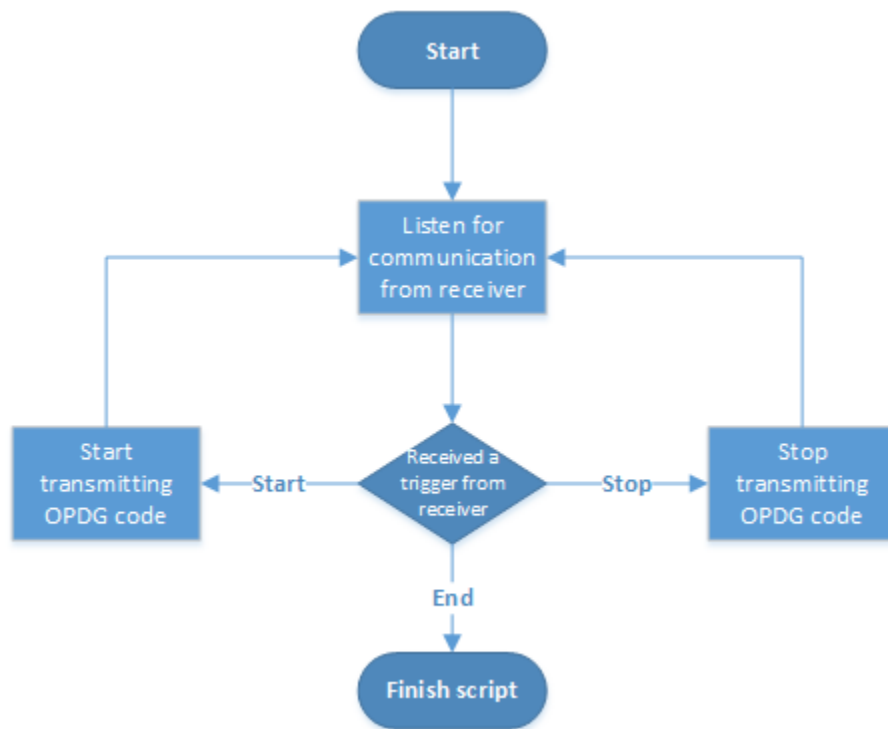 Start
Listen for
communication
from receiver
Start
transmitting
OPDG code
Start
Received a
trigger from
receiver
Stop
Stop
transmitting
OPDG code
End
Finish script